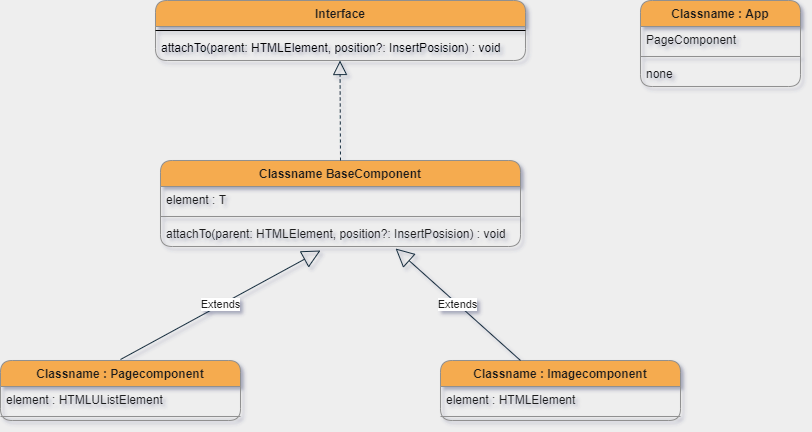 Interface
attachTo(parent: HTMLElement, position?: InsertPosision) : void
Classname : App
PageComponent
none
Classname BaseComponent
element : T
attachTo(parent: HTMLElement, position?: InsertPosision) : void
Extends
Extends
Classname : Pagecomponent
element : HTMLUListElement
Classname : Imagecomponent
element : HTMLElement